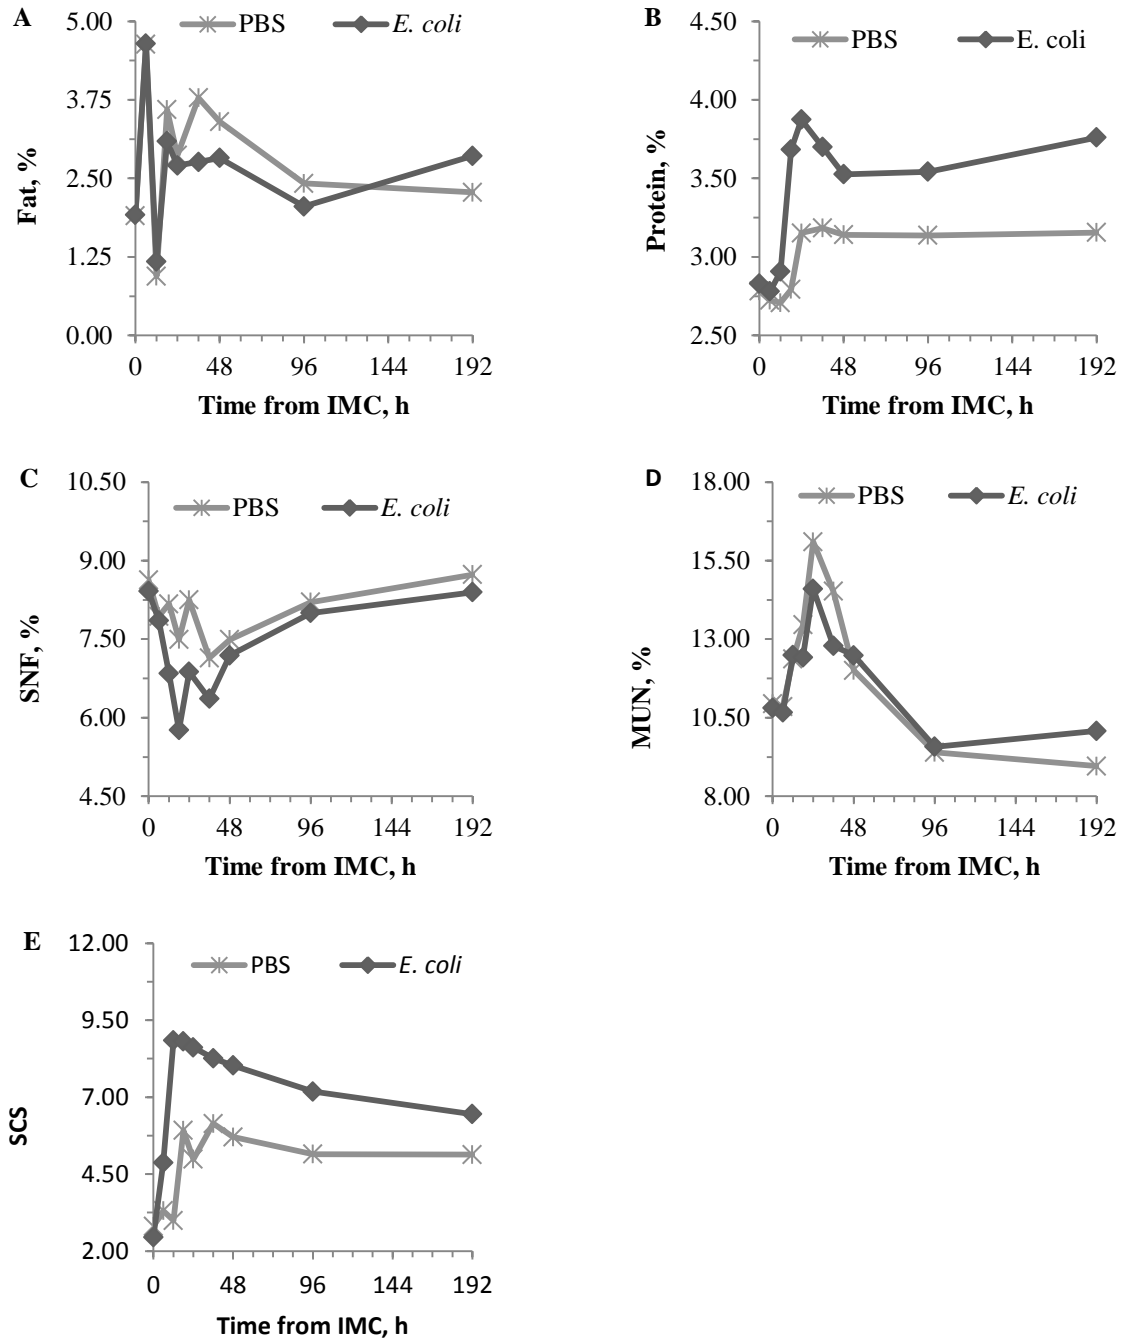 A
PBS E. coli
5.00
3.75
2.50
1.25
0.00
Fat, %
0 48 96 144 192
Time from IMC, h
B
PBS E. coli
4.50
4.00
3.50
3.00
2.50
Protein, %
0 48 96 144 192
Time from IMC, h
C
PBS E. coli
10.50
9.00
7.50
6.00
4.50
SNF, %
0 48 96 144 192
Time from IMC, h
D
PBS E. coli
18.00
15.50
13.00
10.50
8.00
MUN, %
0 48 96 144 192
Time from IMC, h
E
PBS E. coli
12.00
9.50
7.00
4.50
2.00
SCS
0 48 96 144 192
Time from IMC, h